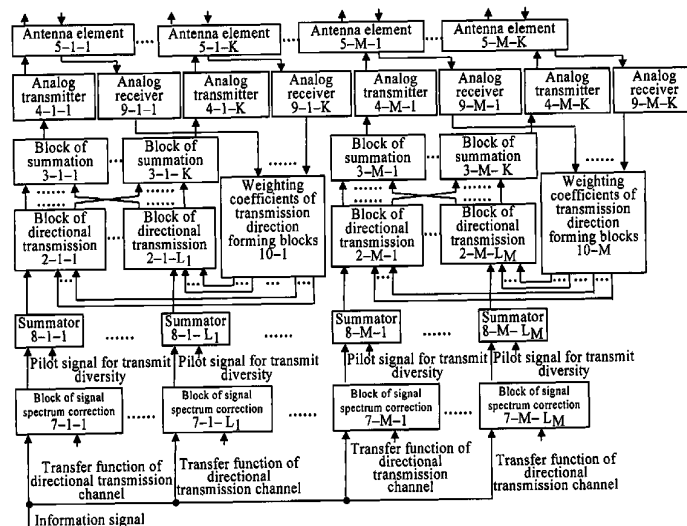 Antenna element
5-1-1
Antenna element
5-1-K
Antenna element
5-M-1
Antenna element
5-M-K
Analog
transmitter
4-1-1
Analog
receiver
9-1-1
Analog
transmitter
4-1-K
Analog
receiver
9-1-K
Analog
transmitter
4-M-1
Analog
receiver
9-M-1
Analog
transmitter
4-M-K
Analog
receiver
9-M-K
Block of
summation
3-1-1
Block of
summation
3-1-K
Weighting
coefficients of
transmission
direction
forming blocks
10-1
Block of
summation
3-M-1
Block of
summation
3-M-K
Weighting
coefficients of
transmission
direction
forming blocks
10-M
Block of
directional
transmission
2-1-1
Block of
directional
transmission
2-1-L1
Block of
directional
transmission
2-M-1
Block of
directional
transmission
2-M-LM
Summator
8-1-1
Summator
8-1-L1
Summator
8-M-1
Summator
8-M-LM
Pilot signal for transmit
diversity
Pilot signal for transmit
diversity
Pilot signal for transmit
diversity
Pilot signal for transmit
diversity
Block of signal
spectrum correction
7-1-1
Block of signal
spectrum correction
7-1-L1
Block of signal
spectrum correction
7-M-1
Block of signal
spectrum correction
7-M-LM
Transfer function of
directional transmission
channel
Transfer function of
directional
transmission channel
Transfer function of
directional
transmission
channel
Transfer function of
directional
transmission channel
Information signal